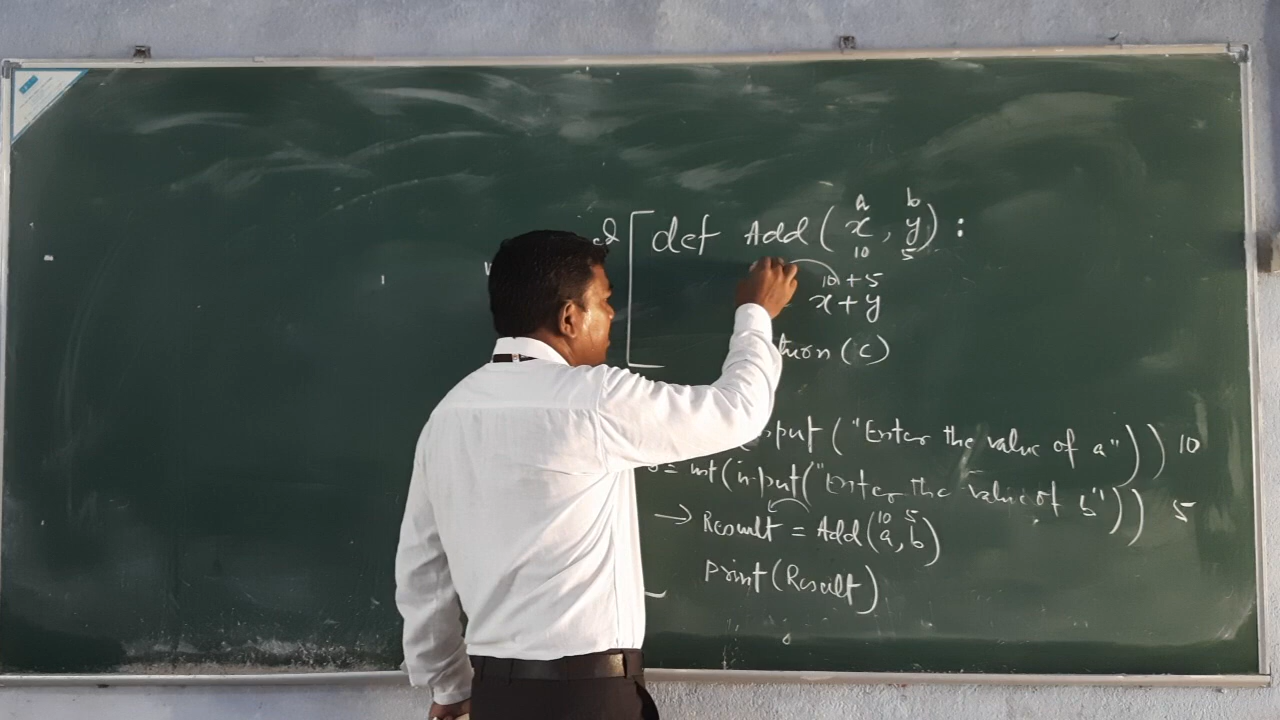 a b
def Add (x, y) :
10 5
10 + 5
x + y
turn (c)
put ("Enter the value of a")) 10
= int(input("Enter the value of b")) 5
10 5
→ Result = Add(a, b)
print (Result)